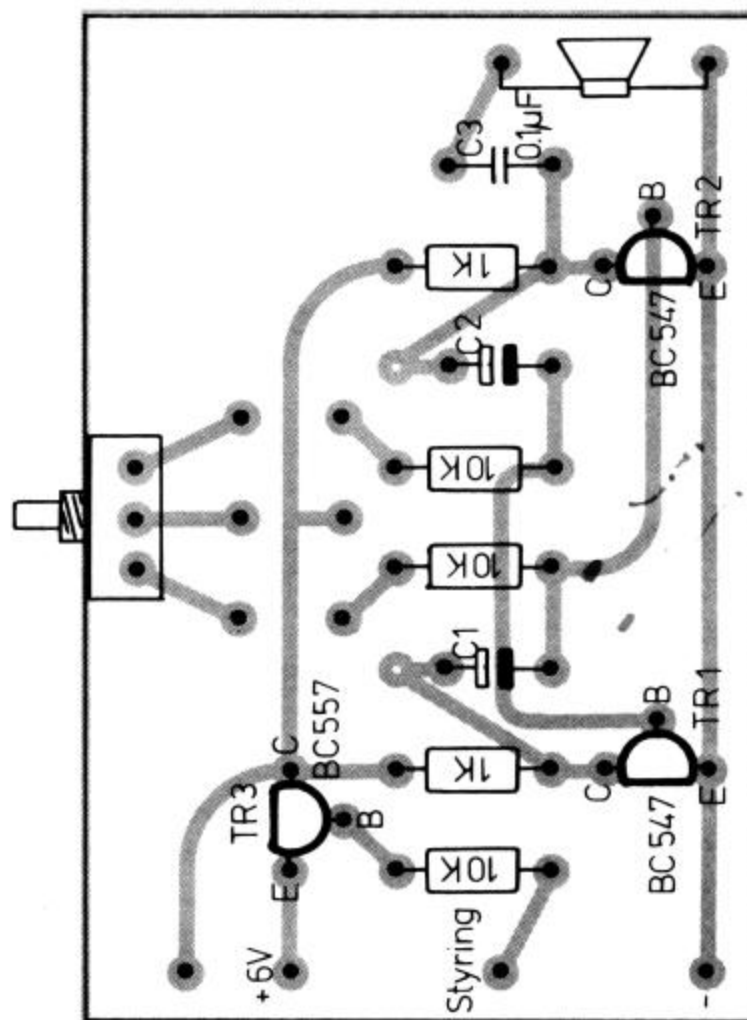 C3
0.1µF
1K
B
TR2
C
E
BC547
C2
10K
10K
C1
C
BC557
TR3
B
E
1K
B
TR1
C
E
BC547
10K
+6V
Styring
-